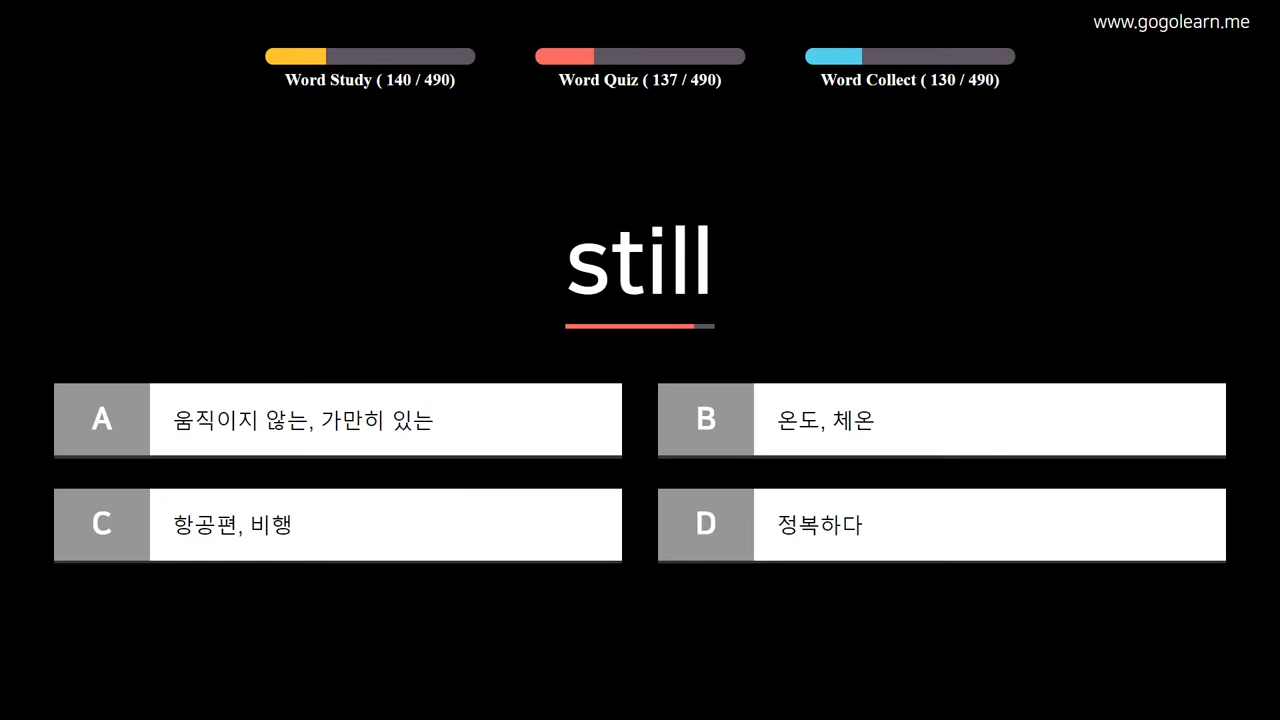 www.gogolearn.me
Word Study ( 140 / 490)
Word Quiz ( 137 / 490)
Word Collect ( 130 / 490)
still
A 움직이지 않는, 가만히 있는
B 온도, 체온
C 항공편, 비행
D 정복하다